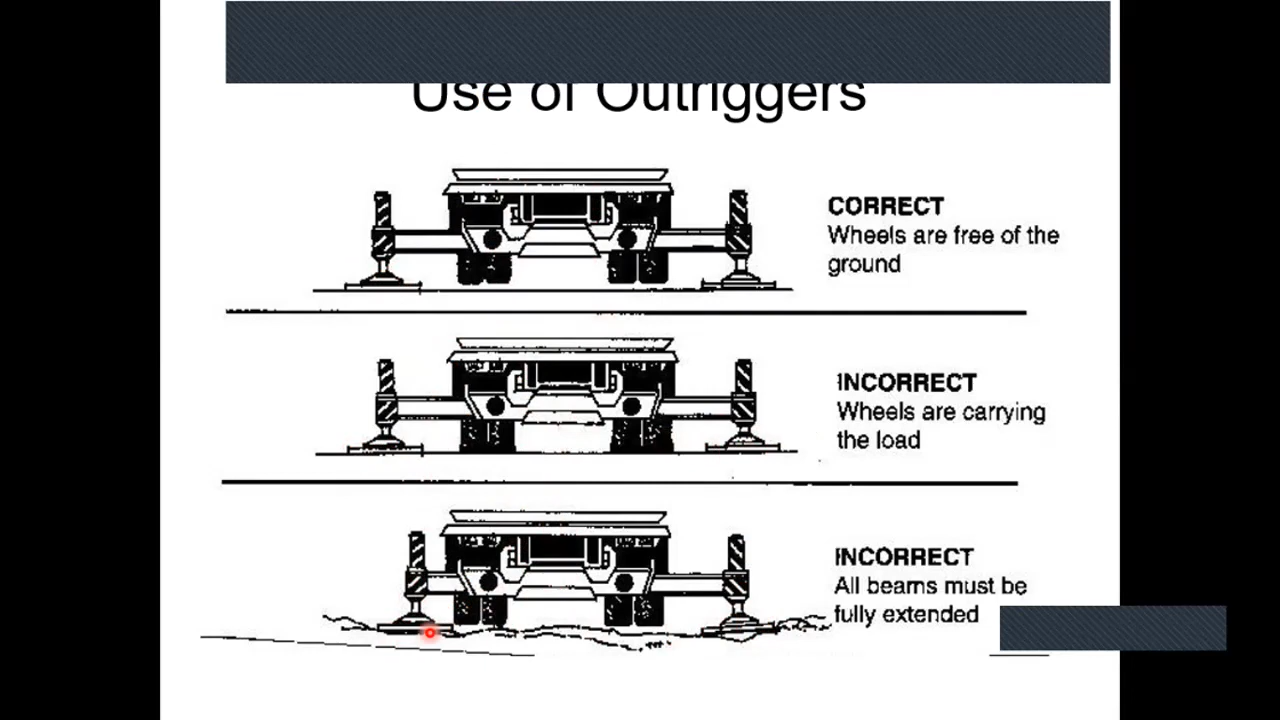 Use of Outriggers
CORRECT
Wheels are free of the
ground
INCORRECT
Wheels are carrying
the load
INCORRECT
All beams must be
fully extended